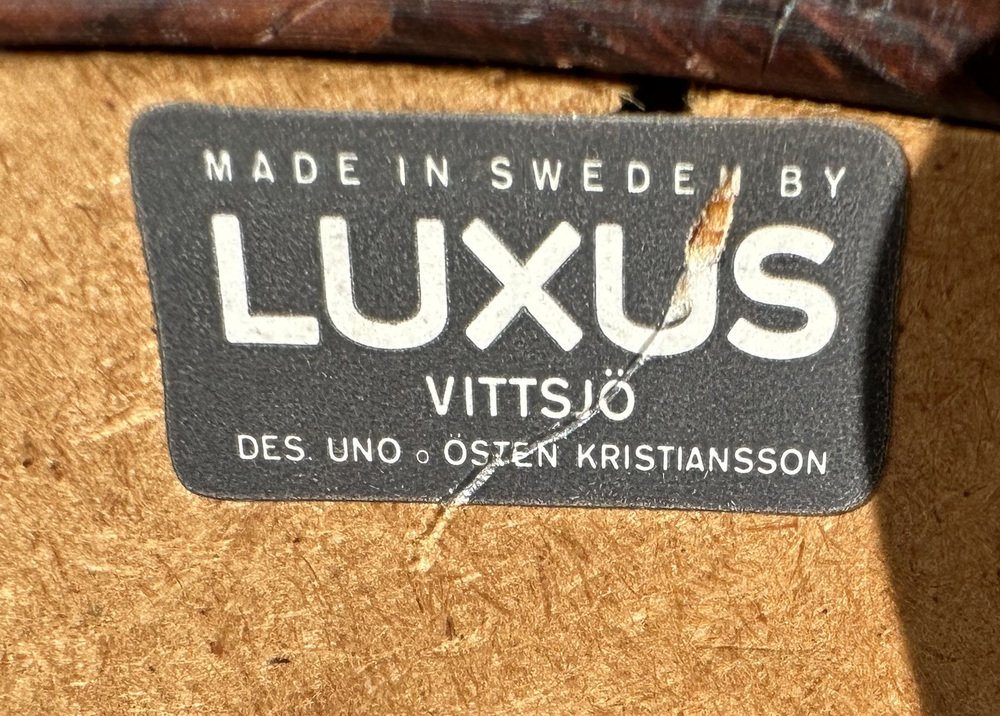 MADE IN SWEDEN BY
LUXUS
VITTSJÖ
DES. UNO o ÖSTEN KRISTIANSSON